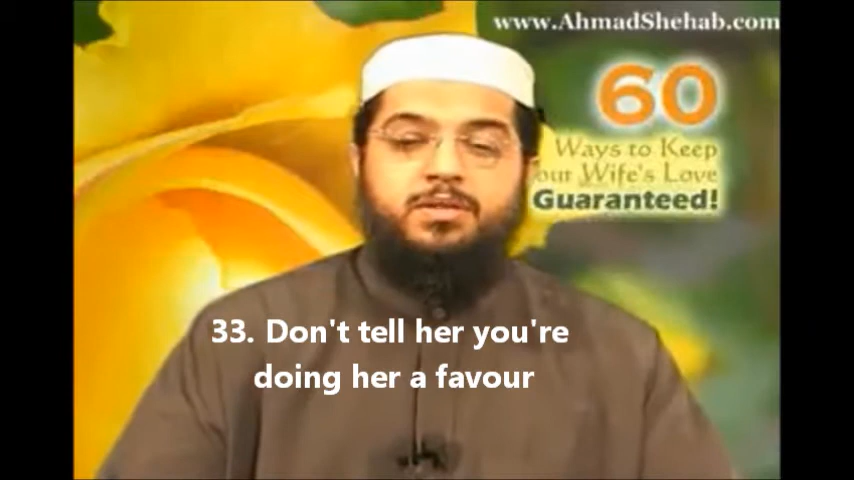 www.AhmadShehab.com
60
Ways to Keep
our Wife's Love
Guaranteed!
33. Don't tell her you're
doing her a favour